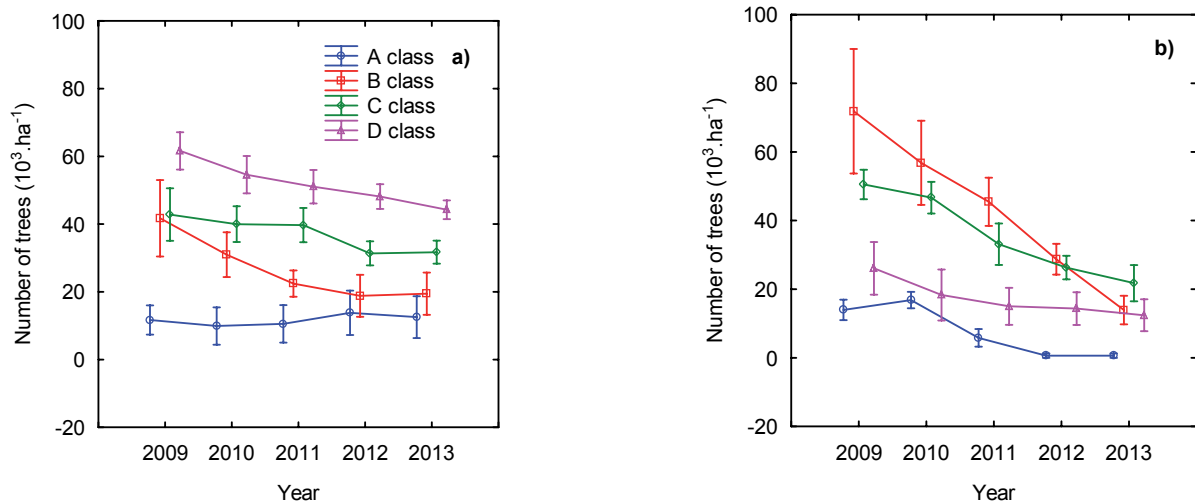 a)
A class
B class
C class
D class
Number of trees (10³.ha⁻¹)
100
80
60
40
20
0
-20
2009 2010 2011 2012 2013
Year
b)
Number of trees (10³.ha⁻¹)
100
80
60
40
20
0
-20
2009 2010 2011 2012 2013
Year